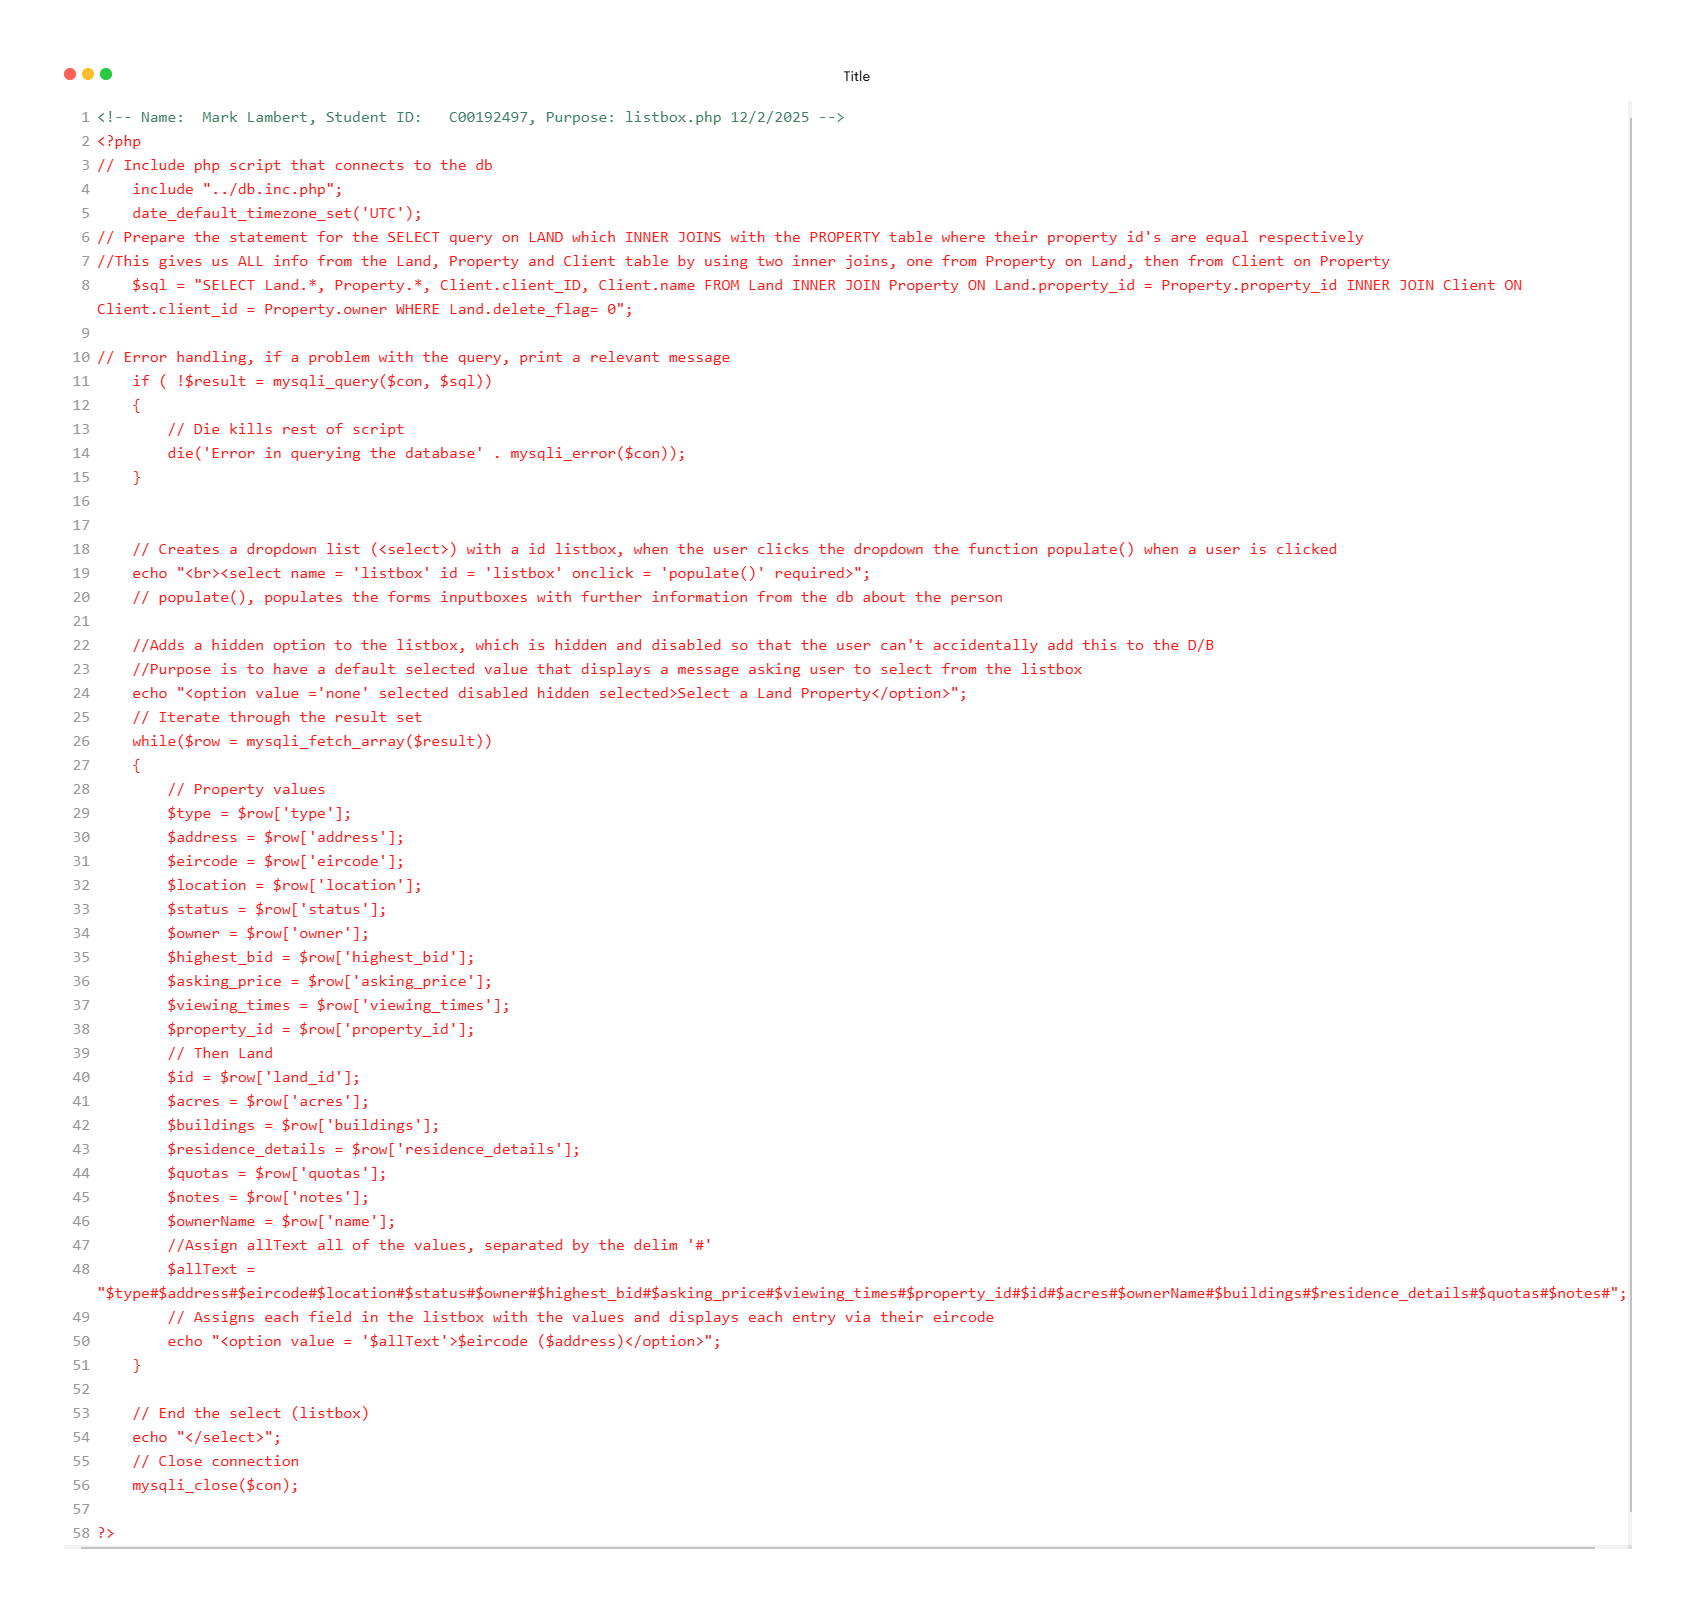 Title
1 <!-- Name:  Mark Lambert, Student ID:   C00192497, Purpose: listbox.php 12/2/2025 -->
2 <?php
3 // Include php script that connects to the db
4     include "../db.inc.php";
5     date_default_timezone_set('UTC');
6 // Prepare the statement for the SELECT query on LAND which INNER JOINS with the PROPERTY table where their property id's are equal respectively
7 //This gives us ALL info from the Land, Property and Client table by using two inner joins, one from Property on Land, then from Client on Property
8     $sql = "SELECT Land.*, Property.*, Client.client_ID, Client.name FROM Land INNER JOIN Property ON Land.property_id = Property.property_id INNER JOIN Client ON
Client.client_id = Property.owner WHERE Land.delete_flag= 0";
9
10 // Error handling, if a problem with the query, print a relevant message
11     if ( !$result = mysqli_query($con, $sql))
12     {
13         // Die kills rest of script
14         die('Error in querying the database' . mysqli_error($con));
15     }
16
17
18     // Creates a dropdown list (<select>) with a id listbox, when the user clicks the dropdown the function populate() when a user is clicked
19     echo "<br><select name = 'listbox' id = 'listbox' onclick = 'populate()' required>";
20     // populate(), populates the forms inputboxes with further information from the db about the person
21
22     //Adds a hidden option to the listbox, which is hidden and disabled so that the user can't accidentally add this to the D/B
23     //Purpose is to have a default selected value that displays a message asking user to select from the listbox
24     echo "<option value ='none' selected disabled hidden selected>Select a Land Property</option>";
25     // Iterate through the result set
26     while($row = mysqli_fetch_array($result))
27     {
28         // Property values
29         $type = $row['type'];
30         $address = $row['address'];
31         $eircode = $row['eircode'];
32         $location = $row['location'];
33         $status = $row['status'];
34         $owner = $row['owner'];
35         $highest_bid = $row['highest_bid'];
36         $asking_price = $row['asking_price'];
37         $viewing_times = $row['viewing_times'];
38         $property_id = $row['property_id'];
39         // Then Land
40         $id = $row['land_id'];
41         $acres = $row['acres'];
42         $buildings = $row['buildings'];
43         $residence_details = $row['residence_details'];
44         $quotas = $row['quotas'];
45         $notes = $row['notes'];
46         $ownerName = $row['name'];
47         //Assign allText all of the values, separated by the delim '#'
48         $allText =
"$type#$address#$eircode#$location#$status#$owner#$highest_bid#$asking_price#$viewing_times#$property_id#$id#$acres#$ownerName#$buildings#$residence_details#$quotas#$notes#";
49         // Assigns each field in the listbox with the values and displays each entry via their eircode
50         echo "<option value = '$allText'>$eircode ($address)</option>";
51     }
52
53     // End the select (listbox)
54     echo "</select>";
55     // Close connection
56     mysqli_close($con);
57
58 ?>